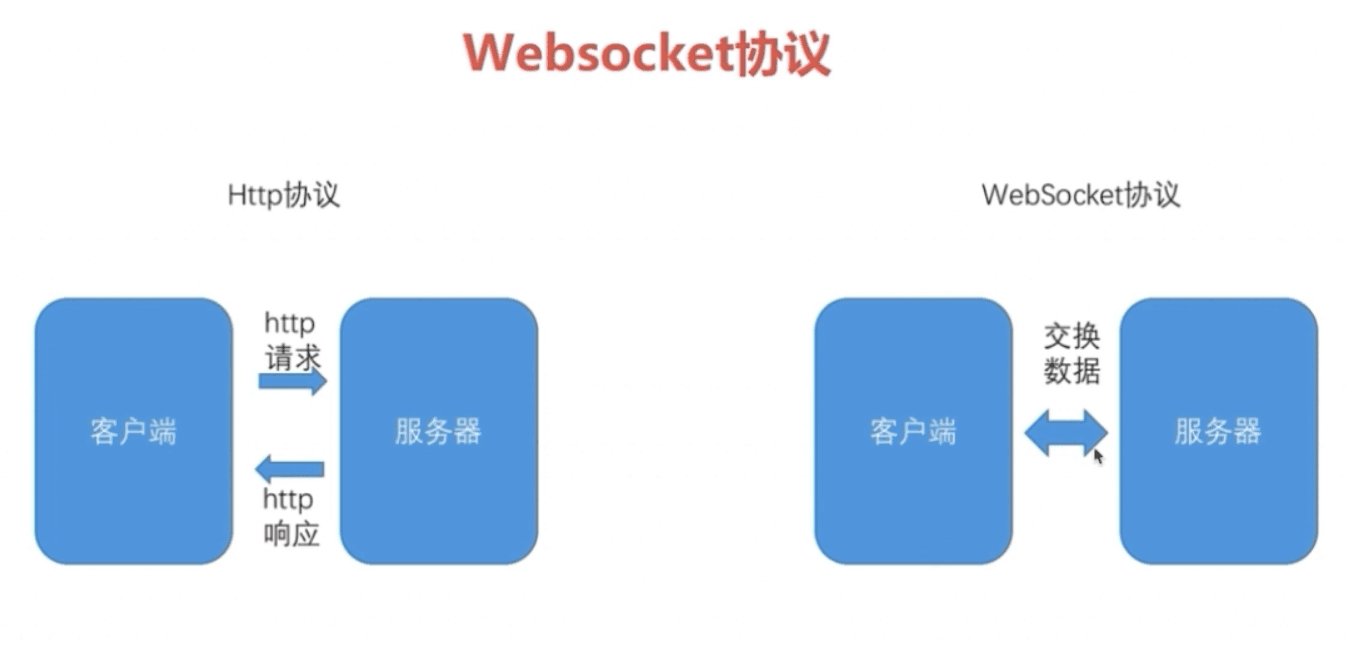 Websocket协议
Http协议
WebSocket协议
http
请求
客户端
服务器
http
响应
交换
数据
客户端
服务器